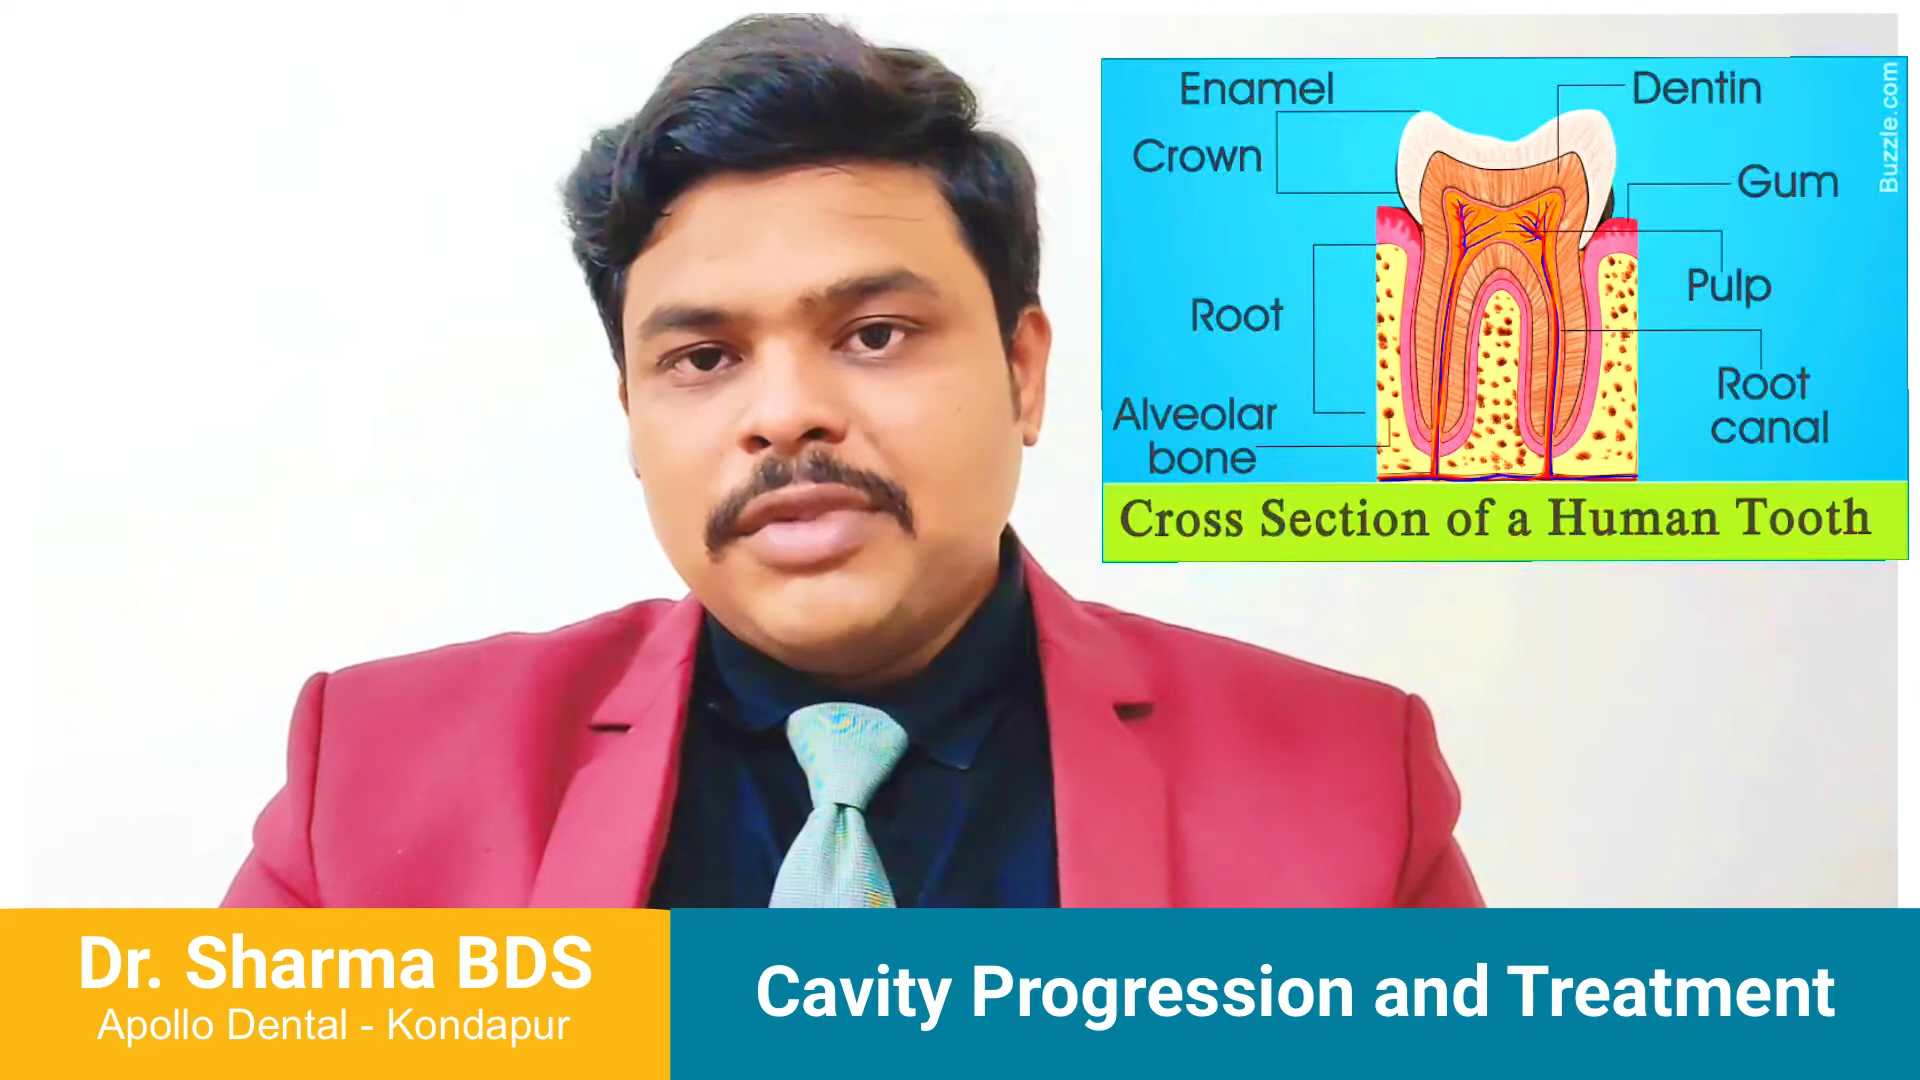 Enamel
Dentin
Crown
Gum
Pulp
Root
Root
canal
Alveolar
bone
Buzzle.com
Cross Section of a Human Tooth
Dr. Sharma BDS
Apollo Dental - Kondapur
Cavity Progression and Treatment